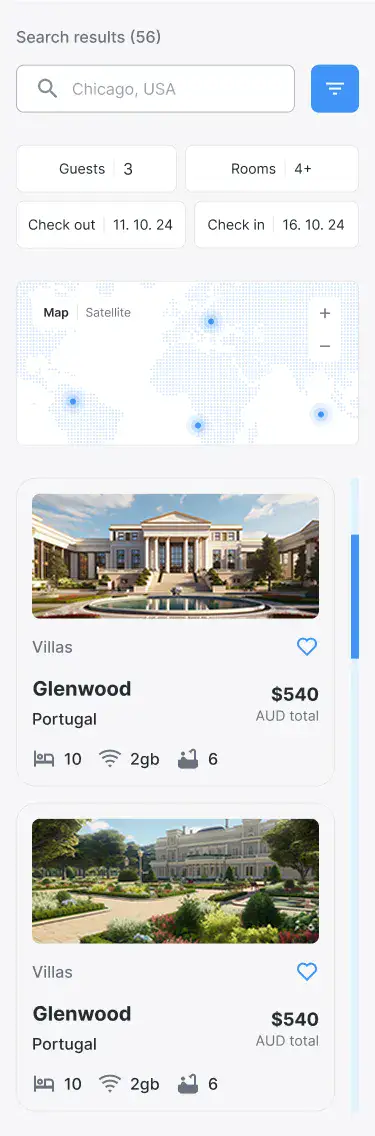 Search results (56)
Chicago, USA
Guests 3
Rooms 4+
Check out 11. 10. 24
Check in 16. 10. 24
Map Satellite
+
−
Villas
Glenwood
$540
Portugal
AUD total
10 2gb 6
Villas
Glenwood
$540
Portugal
AUD total
10 2gb 6